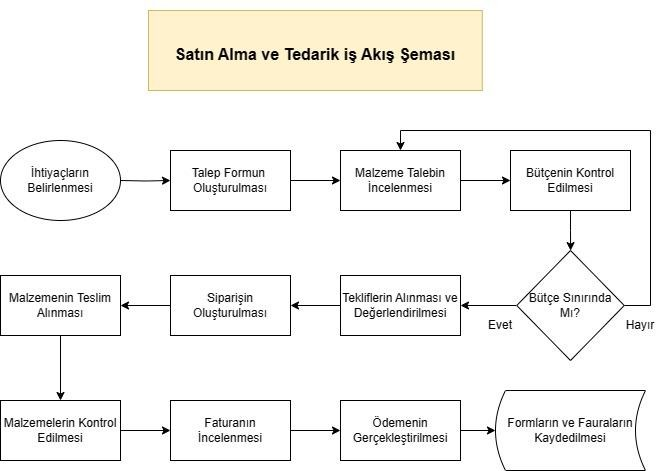 Satın Alma ve Tedarik iş Akış Şeması
İhtiyaçların
Belirlenmesi
Talep Formun
Oluşturulması
Malzeme Talebin
İncelenmesi
Bütçenin Kontrol
Edilmesi
Bütçe Sınırında
Mı?
Evet
Hayır
Tekliflerin Alınması ve
Değerlendirilmesi
Siparişin
Oluşturulması
Malzemenin Teslim
Alınması
Malzemelerin Kontrol
Edilmesi
Faturanın
İncelenmesi
Ödemenin
Gerçekleştirilmesi
Formların ve Fauraların
Kaydedilmesi